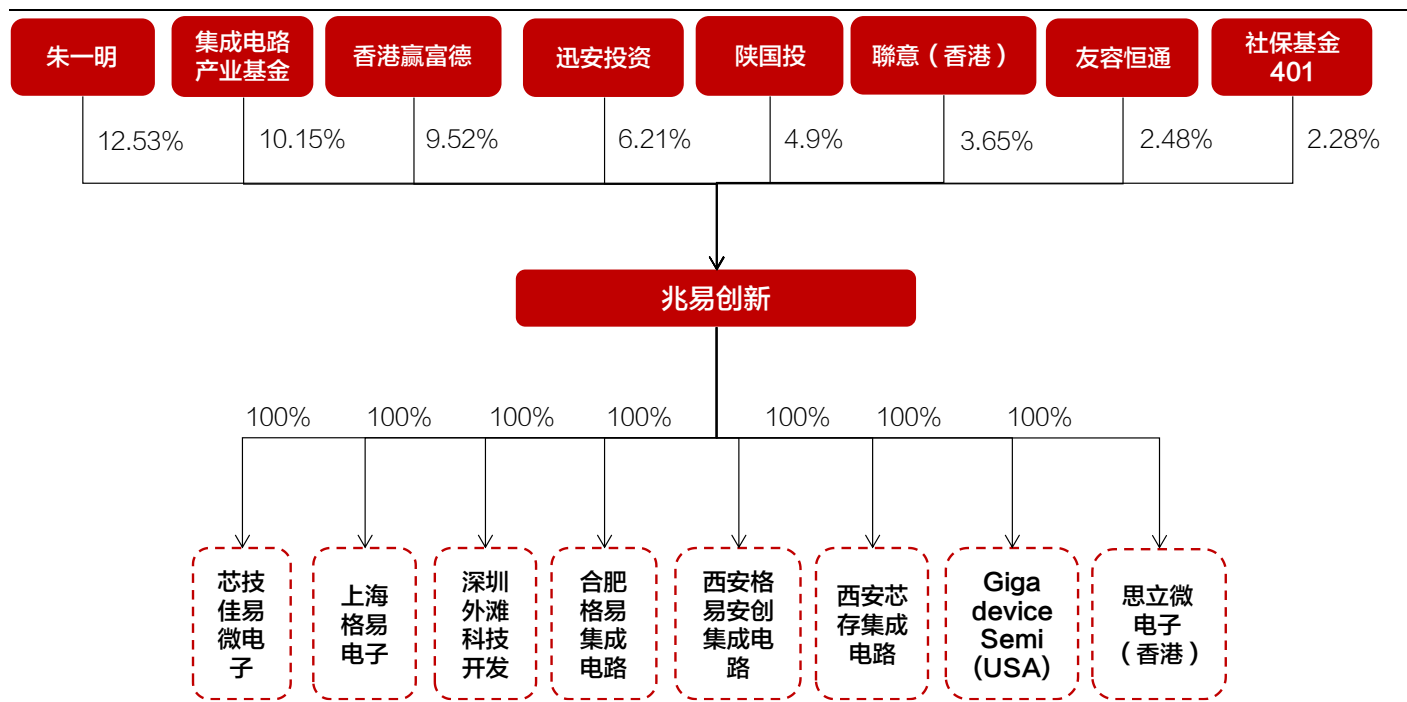 朱一明
集成电路
产业基金
香港赢富德
迅安投资
陕国投
聯意（香港）
友容恒通
社保基金
401
12.53%
10.15%
9.52%
6.21%
4.9%
3.65%
2.48%
2.28%
兆易创新
100%
100%
100%
100%
100%
100%
100%
芯技
佳易
微电
子
上海
格易
电子
深圳
外滩
科技
开发
合肥
格易
集成
电路
西安格
易安创
集成电
路
西安芯
存集成
电路
Giga
device
Semi
(USA)
思立微
电子
（香港）